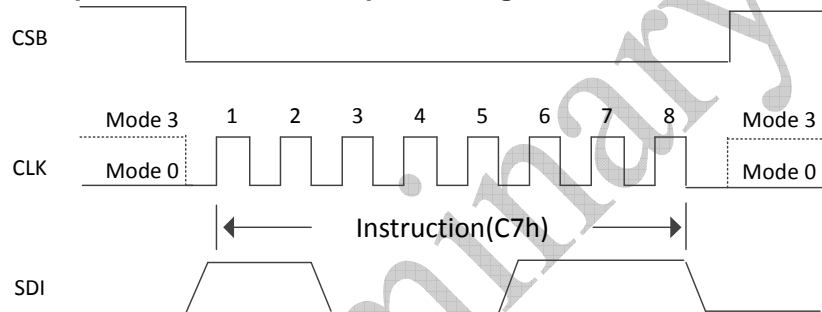 CSB
Mode 3 1 2 3 4 5 6 7 8 Mode 3
CLK Mode 0 Mode 0
Instruction(C7h)
SDI